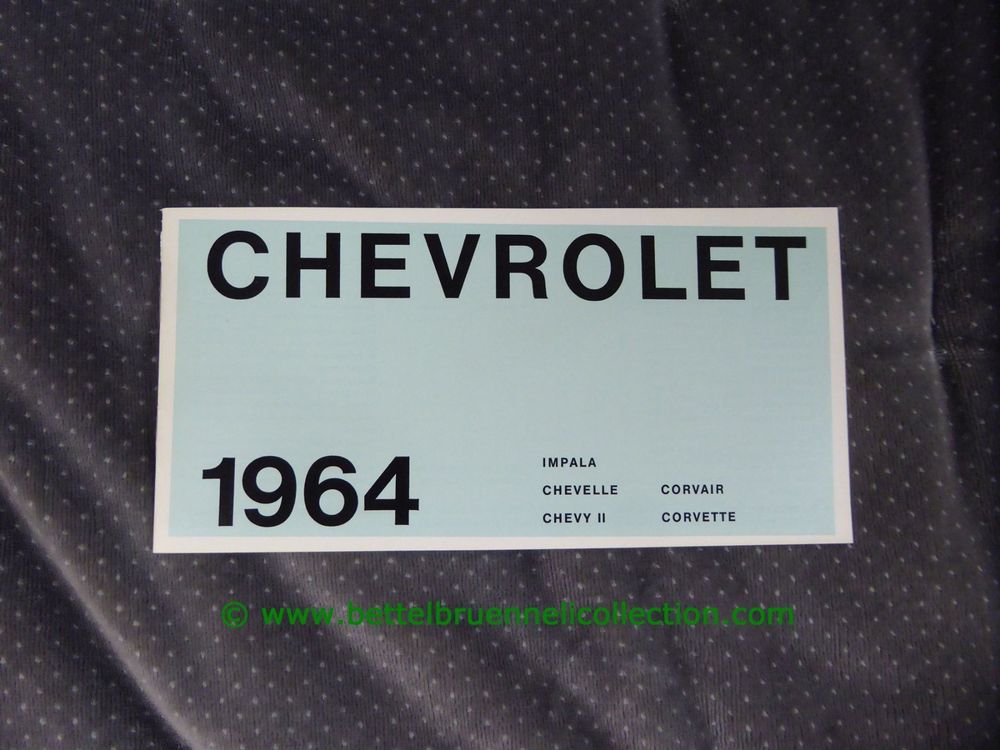 CHEVROLET
1964
IMPALA
CHEVELLE CORVAIR
CHEVY II CORVETTE
© www.bettelbruennelicollection.com